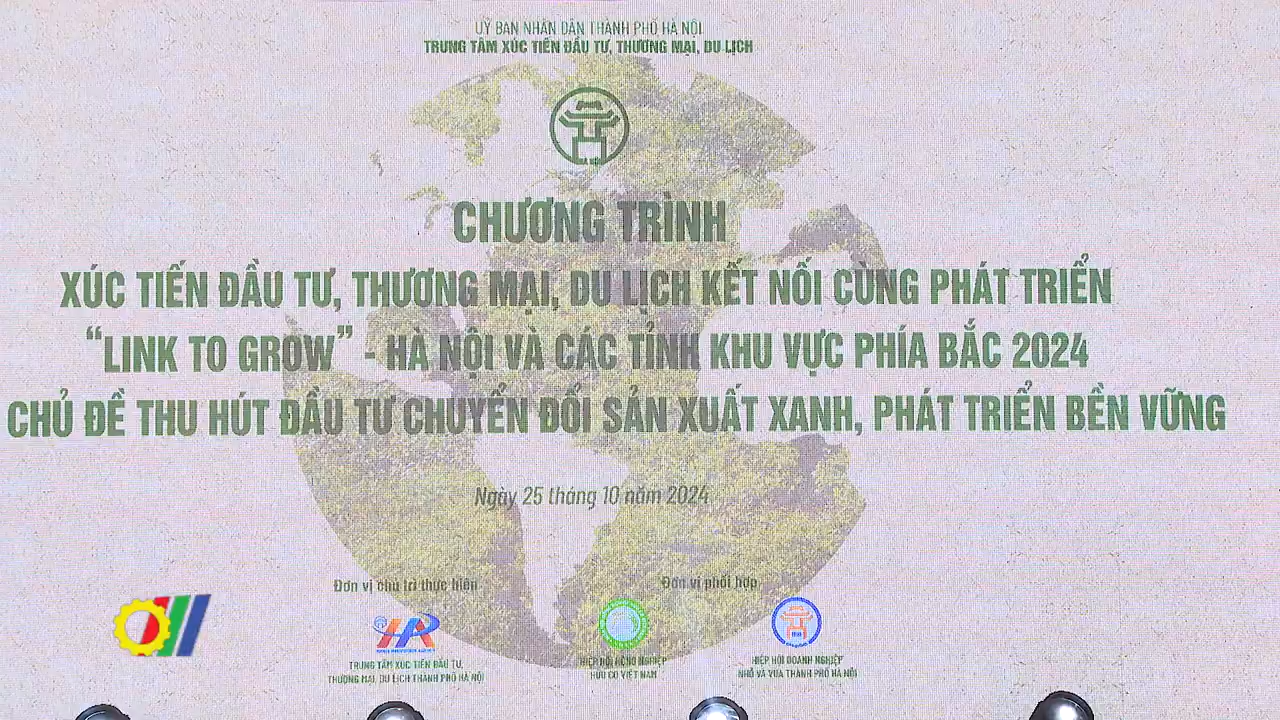 UỶ BAN NHÂN DÂN THÀNH PHỐ HÀ NỘI
TRUNG TÂM XÚC TIẾN ĐẦU TƯ, THƯƠNG MẠI, DU LỊCH
HÀ NỘI
CHƯƠNG TRÌNH
XÚC TIẾN ĐẦU TƯ, THƯƠNG MẠI, DU LỊCH KẾT NỐI CÙNG PHÁT TRIỂN
“LINK TO GROW” - HÀ NỘI VÀ CÁC TỈNH KHU VỰC PHÍA BẮC 2024
CHỦ ĐỀ THU HÚT ĐẦU TƯ CHUYỂN ĐỔI SẢN XUẤT XANH, PHÁT TRIỂN BỀN VỮNG
Ngày 25 tháng 10 năm 2024
Đơn vị chủ trì thực hiện
Đơn vị phối hợp
TRUNG TÂM XÚC TIẾN ĐẦU TƯ,
THƯƠNG MẠI, DU LỊCH THÀNH PHỐ HÀ NỘI
HIỆP HỘI NÔNG NGHIỆP
HỮU CƠ VIỆT NAM
HIỆP HỘI DOANH NGHIỆP
NHỎ VÀ VỪA THÀNH PHỐ HÀ NỘI